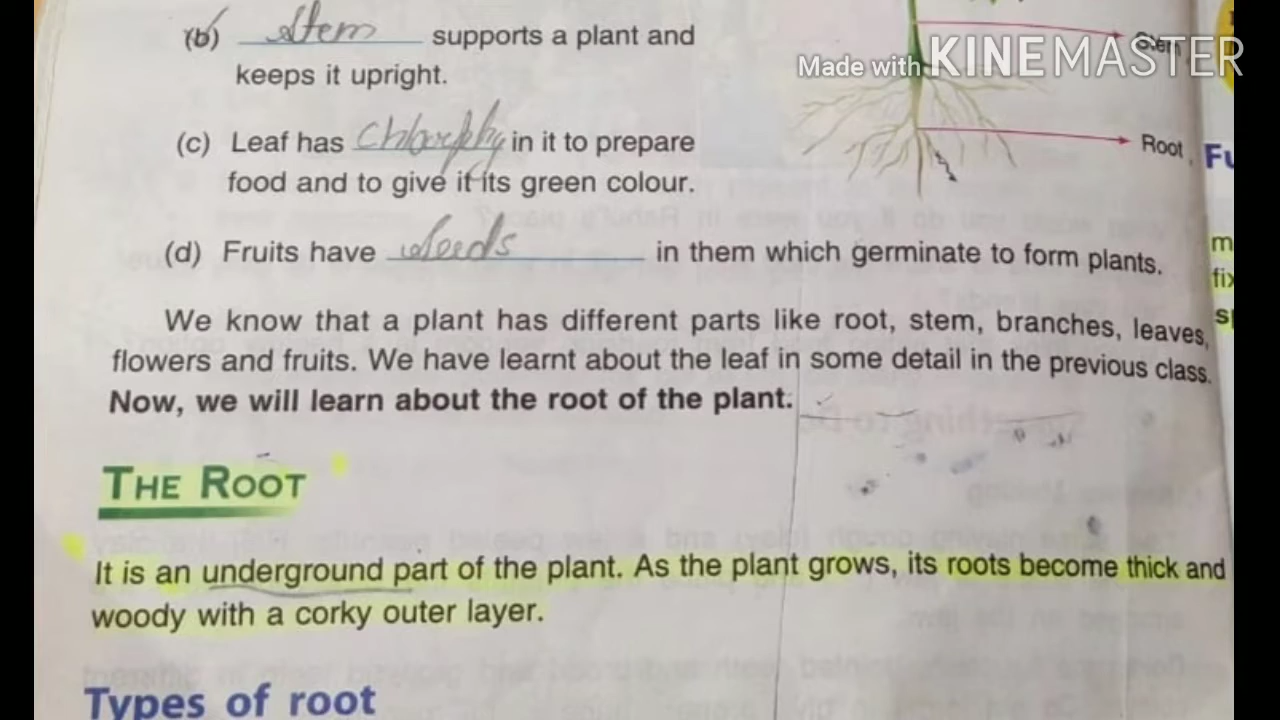 (b) Stem supports a plant and
keeps it upright.
Stem
Made with KINEMASTER
(c) Leaf has Chlorophy in it to prepare
food and to give it its green colour.
Root
Fu
(d) Fruits have seeds in them which germinate to form plants.
m
fix
We know that a plant has different parts like root, stem, branches, leaves,
flowers and fruits. We have learnt about the leaf in some detail in the previous class.
Now, we will learn about the root of the plant.
THE ROOT
It is an underground part of the plant. As the plant grows, its roots become thick and
woody with a corky outer layer.
Types of root